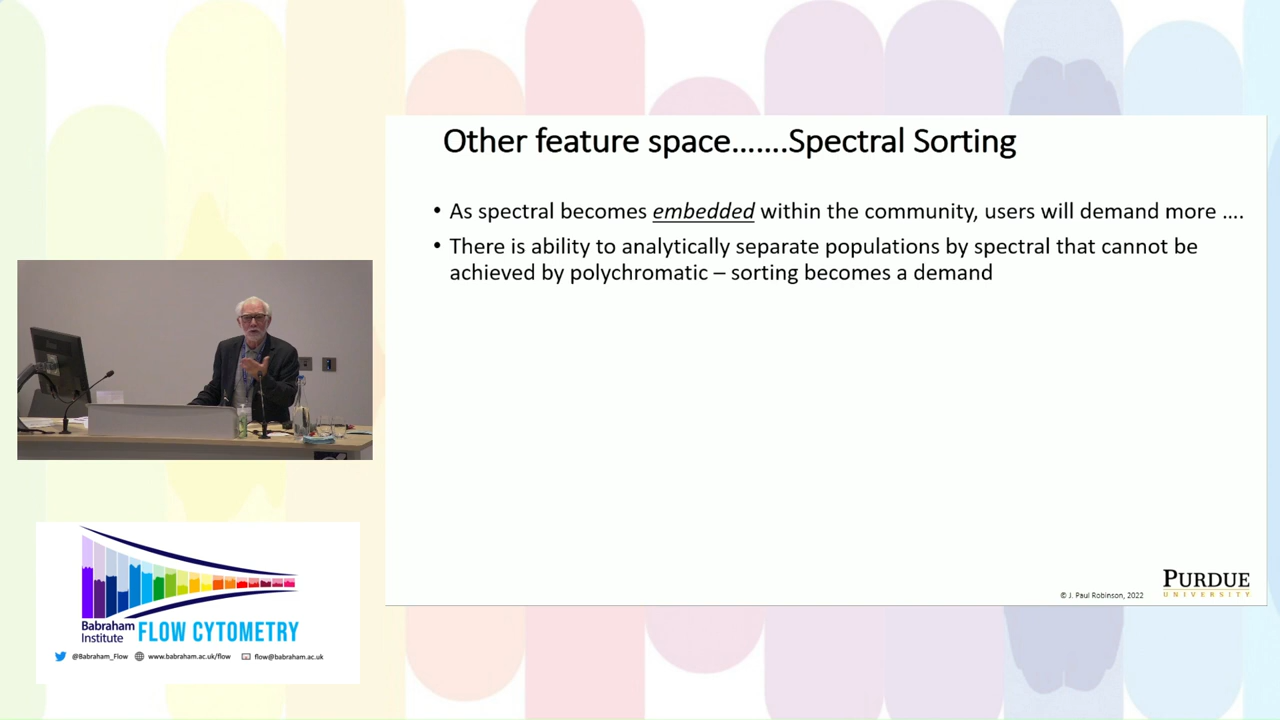 Other feature space.......Spectral Sorting
• As spectral becomes embedded within the community, users will demand more ....
• There is ability to analytically separate populations by spectral that cannot be
achieved by polychromatic – sorting becomes a demand
© J. Paul Robinson, 2022
PURDUE
UNIVERSITY
Babraham
Institute
FLOW CYTOMETRY
@Babraham_Flow www.babraham.ac.uk/flow flow@babraham.ac.uk